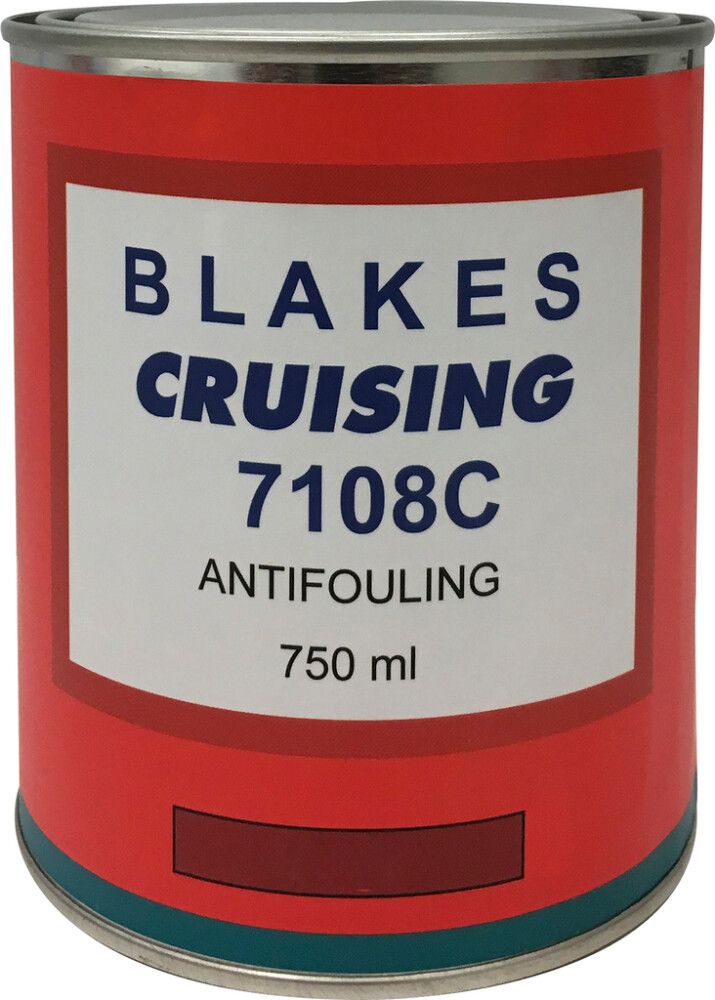 BLAKES
CRUISING
7108C
ANTIFOULING
750 ml